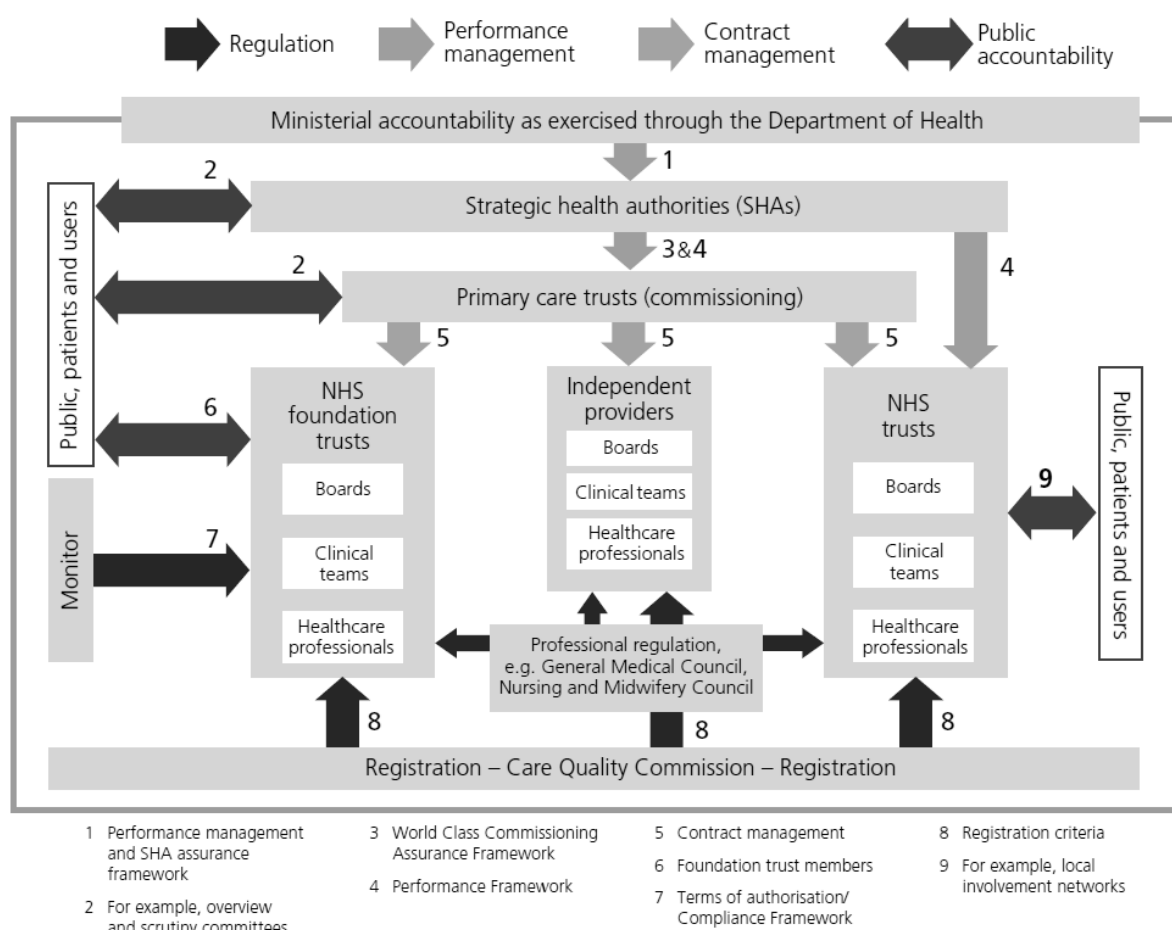 Regulation
Performance
management
Contract
management
Public
accountability
Ministerial accountability as exercised through the Department of Health
1
2
Strategic health authorities (SHAs)
3 & 4
4
2
Primary care trusts (commissioning)
5
5
5
Public, patients and users
NHS
foundation
trusts
Boards
Clinical
teams
Healthcare
professionals
6
Monitor
7
Independent
providers
Boards
Clinical teams
Healthcare
professionals
NHS
trusts
Boards
Clinical
teams
Healthcare
professionals
9
Public, patients and users
Professional regulation,
e.g. General Medical Council,
Nursing and Midwifery Council
8
8
8
Registration – Care Quality Commission – Registration
1 Performance management
and SHA assurance
framework
2 For example, overview
and scrutiny committees
3 World Class Commissioning
Assurance Framework
4 Performance Framework
5 Contract management
6 Foundation trust members
7 Terms of authorisation/
Compliance Framework
8 Registration criteria
9 For example, local
involvement networks